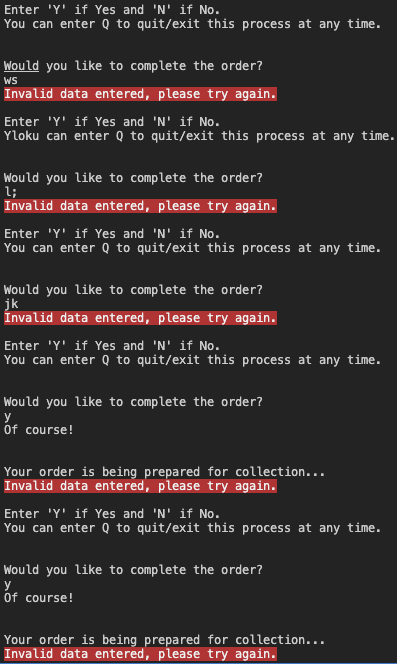 Enter 'Y' if Yes and 'N' if No.
You can enter Q to quit/exit this process at any time.
Would you like to complete the order?
ws
Invalid data entered, please try again.
Enter 'Y' if Yes and 'N' if No.
Yloku can enter Q to quit/exit this process at any time.
Would you like to complete the order?
l;
Invalid data entered, please try again.
Enter 'Y' if Yes and 'N' if No.
You can enter Q to quit/exit this process at any time.
Would you like to complete the order?
jk
Invalid data entered, please try again.
Enter 'Y' if Yes and 'N' if No.
You can enter Q to quit/exit this process at any time.
Would you like to complete the order?
y
Of course!
Your order is being prepared for collection...
Invalid data entered, please try again.
Enter 'Y' if Yes and 'N' if No.
You can enter Q to quit/exit this process at any time.
Would you like to complete the order?
y
Of course!
Your order is being prepared for collection...
Invalid data entered, please try again.